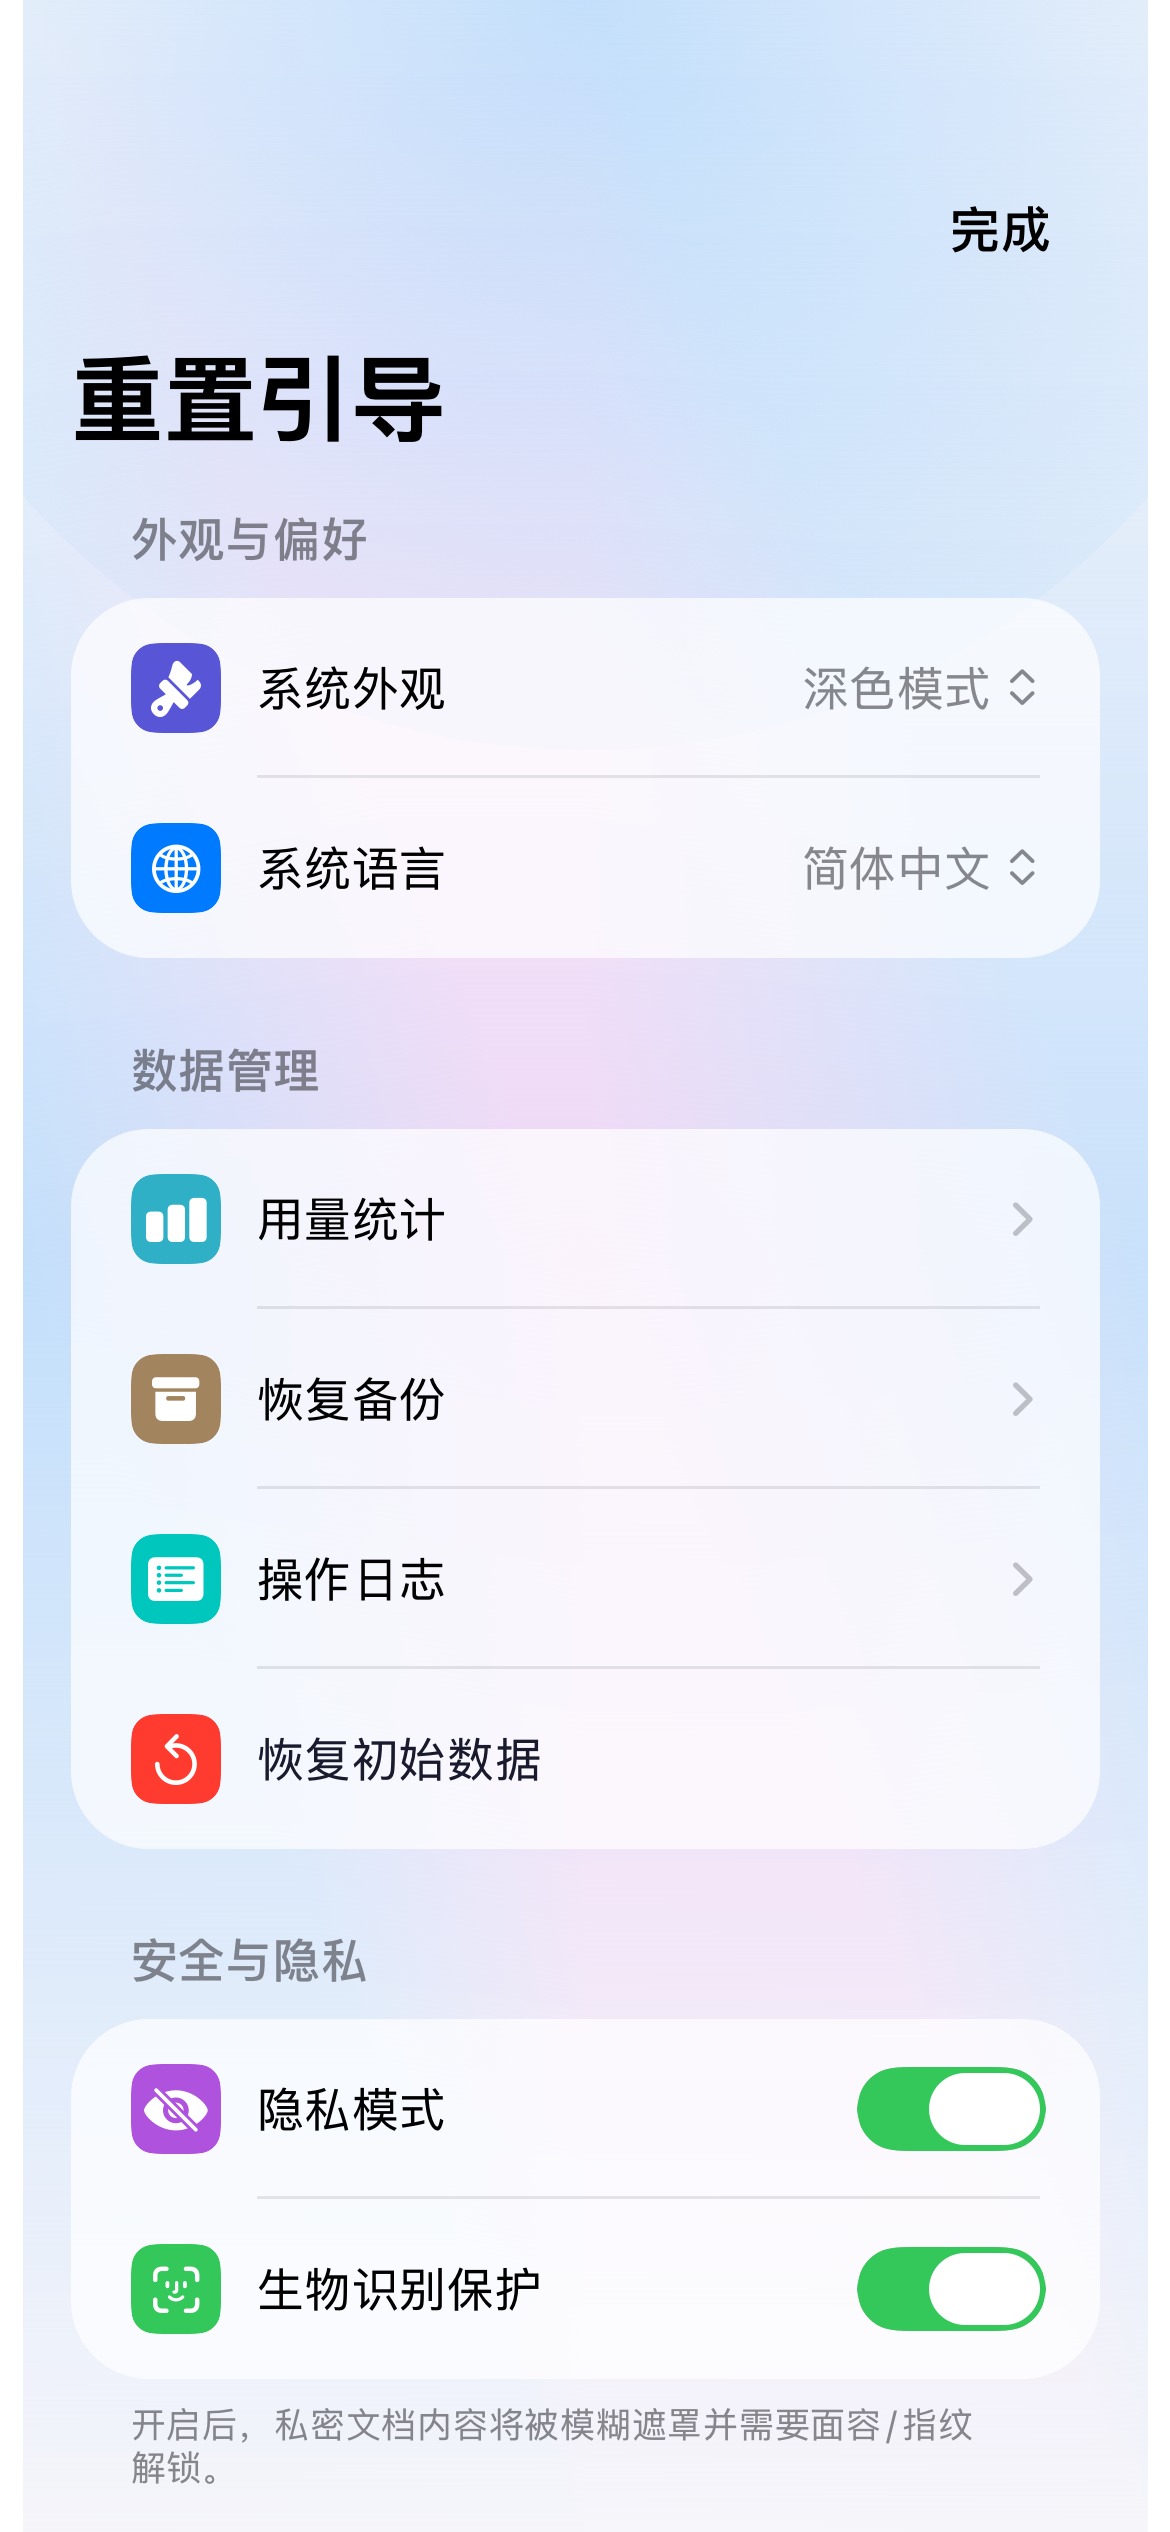 完成
重置引导
外观与偏好
系统外观 深色模式
系统语言 简体中文
数据管理
用量统计
恢复备份
操作日志
恢复初始数据
安全与隐私
隐私模式
生物识别保护
开启后，私密文档内容将被模糊遮罩并需要面容/指纹
解锁。